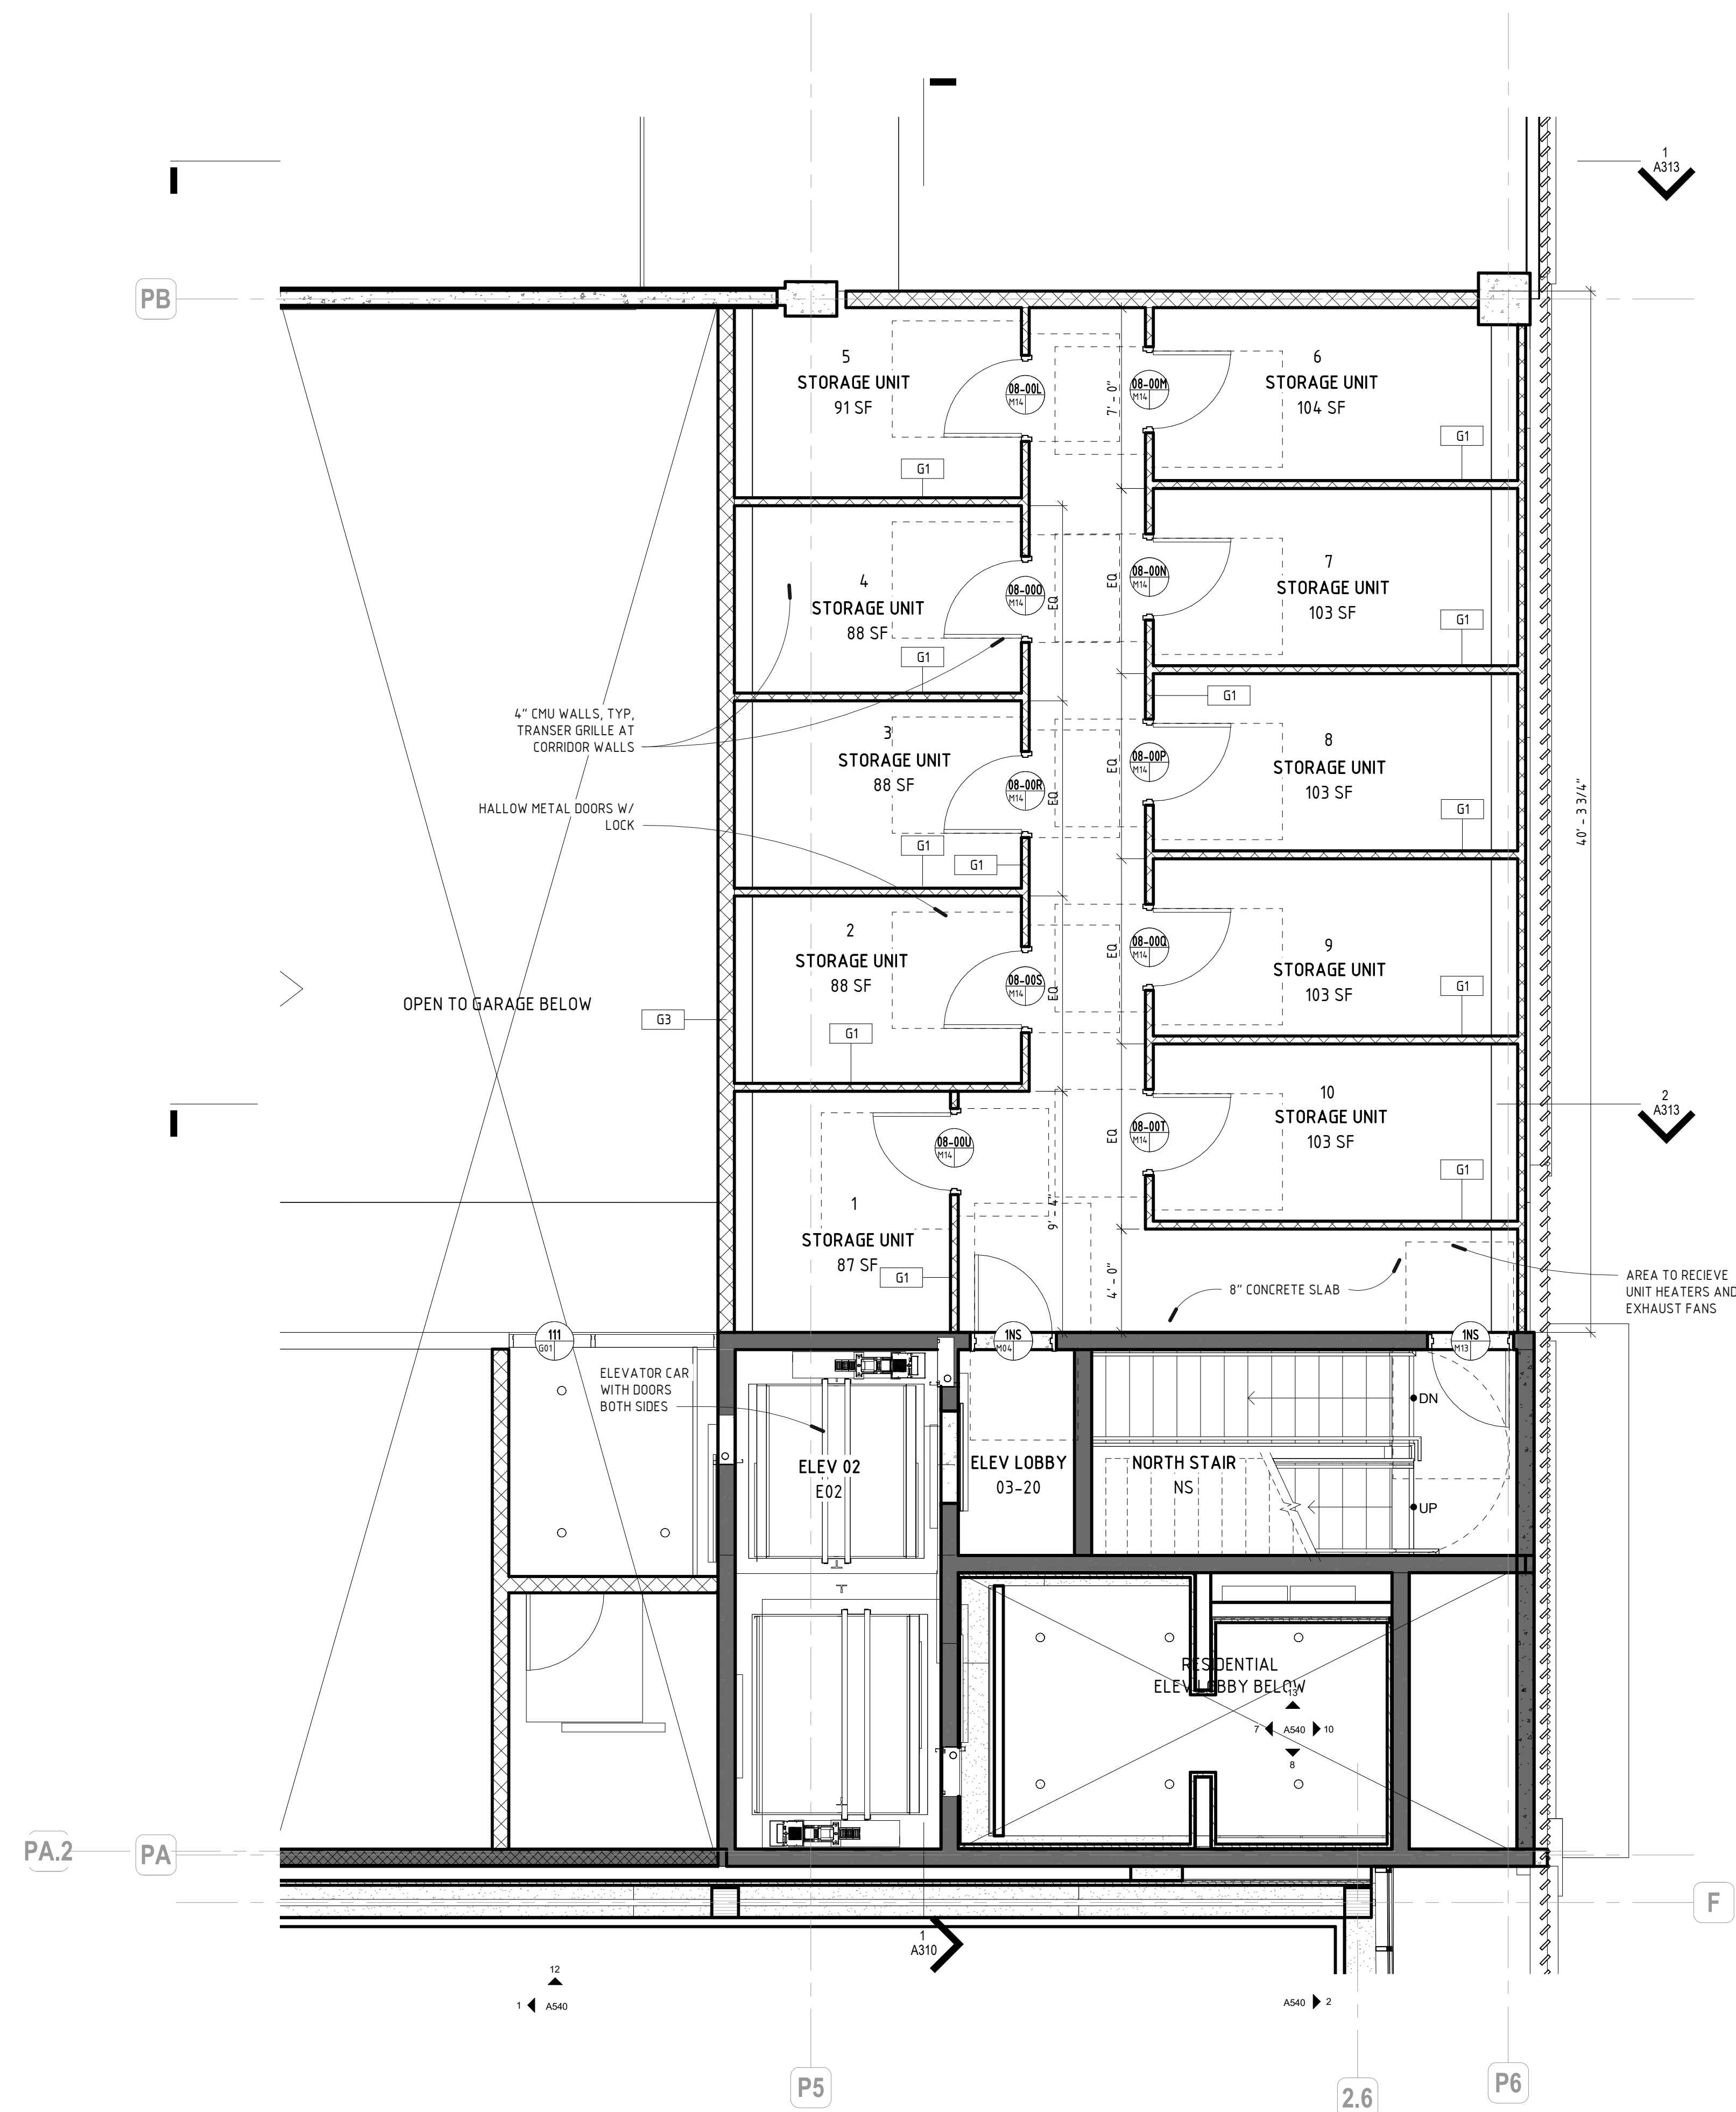 1
A313
PB
5
STORAGE UNIT
91 SF
G1
08-00L
M14
7' - 0"
08-00M
M14
6
STORAGE UNIT
104 SF
G1
4
STORAGE UNIT
88 SF
G1
08-00O
M14
EQ
EQ
08-00N
M14
7
STORAGE UNIT
103 SF
G1
4" CMU WALLS, TYP,
TRANSER GRILLE AT
CORRIDOR WALLS
G1
3
STORAGE UNIT
88 SF
G1
G1
08-00R
M14
EQ
EQ
08-00P
M14
8
STORAGE UNIT
103 SF
G1
40' - 3 3/4"
HALLOW METAL DOORS W/
LOCK
2
STORAGE UNIT
88 SF
G1
08-00S
M14
EQ
EQ
08-00Q
M14
9
STORAGE UNIT
103 SF
G1
OPEN TO GARAGE BELOW
G3
2
A313
08-00U
M14
1
STORAGE UNIT
87 SF
G1
9' - 4"
EQ
08-00T
M14
10
STORAGE UNIT
103 SF
G1
4' - 0"
8" CONCRETE SLAB
AREA TO RECIEVE
UNIT HEATERS AND
EXHAUST FANS
111
G01
1NS
M04
1NS
M13
ELEVATOR CAR
WITH DOORS
BOTH SIDES
DN
ELEV 02
E02
ELEV LOBBY
03-20
NORTH STAIR
NS
UP
RESIDENTIAL
ELEV LOBBY BELOW
13
7
A540
10
8
PA.2
PA
F
1
A310
12
1
A540
A540
2
P5
2.6
P6